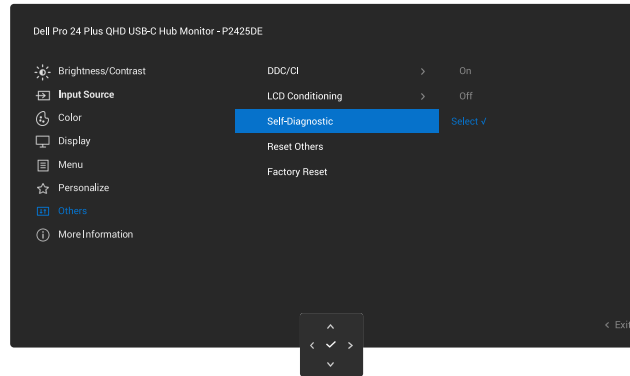 Dell Pro 24 Plus QHD USB-C Hub Monitor - P2425DE
Brightness/Contrast
Input Source
Color
Display
Menu
Personalize
Others
More Information
DDC/CI > On
LCD Conditioning > Off
Self-Diagnostic Select √
Reset Others
Factory Reset
< Exit